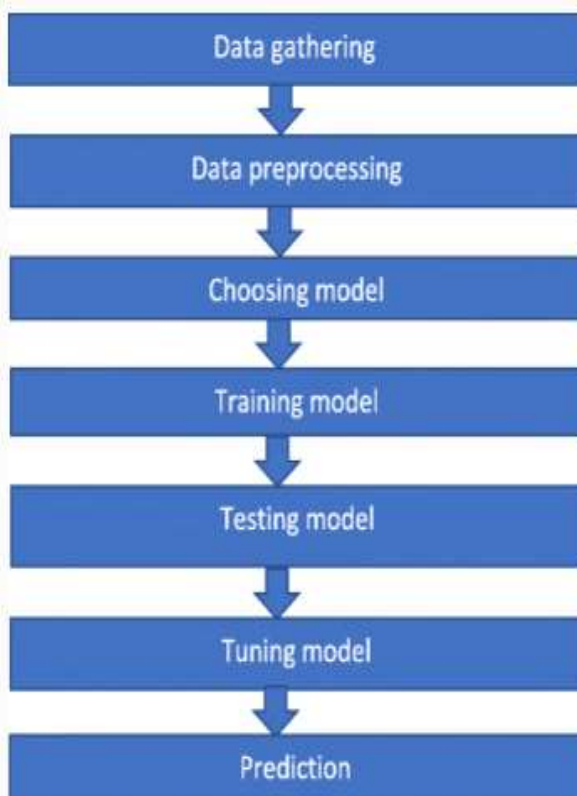 Data gathering
Data preprocessing
Choosing model
Training model
Testing model
Tuning model
Prediction